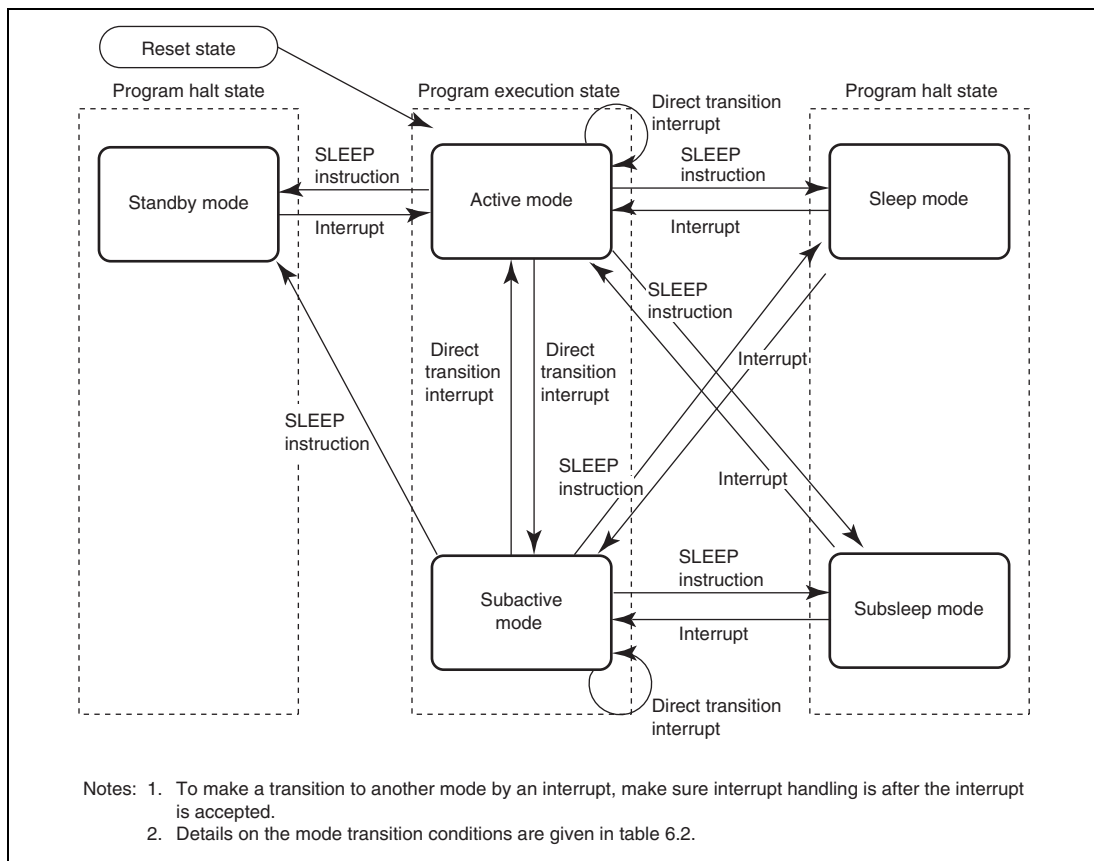 Reset state
Program halt state
Program execution state
Program halt state
Direct transition
interrupt
SLEEP
instruction
SLEEP
instruction
Standby mode
Active mode
Sleep mode
Interrupt
Interrupt
SLEEP
instruction
Direct
transition
interrupt
Direct
transition
interrupt
Interrupt
SLEEP
instruction
SLEEP
instruction
Interrupt
SLEEP
instruction
Subactive
mode
Subsleep mode
Interrupt
Direct transition
interrupt
Notes: 1. To make a transition to another mode by an interrupt, make sure interrupt handling is after the interrupt
is accepted.
2. Details on the mode transition conditions are given in table 6.2.